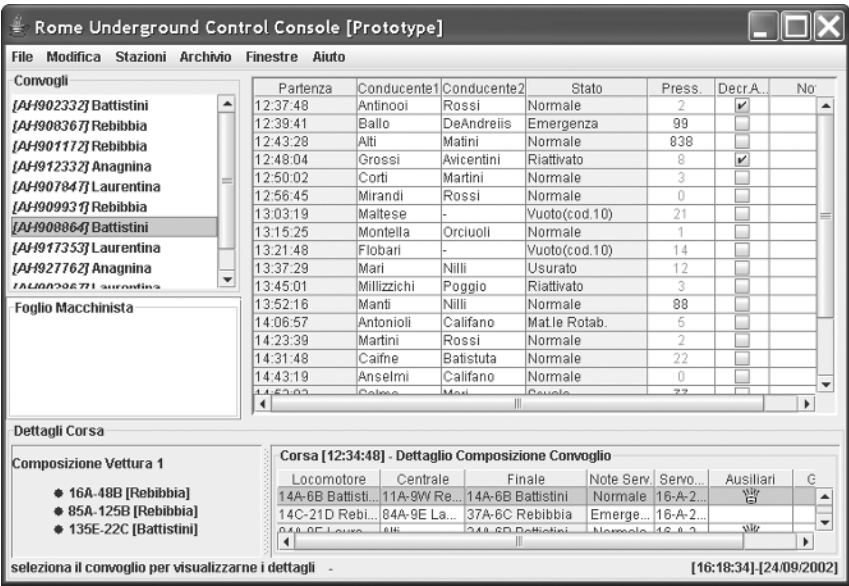 Rome Underground Control Console [Prototype]
File Modifica Stazioni Archivio Finestre Aiuto
Convogli
[AH902332] Battistini
[AH908367] Rebibbia
[AH901172] Rebibbia
[AH912332] Anagnina
[AH907847] Laurentina
[AH909931] Rebibbia
[AH908864] Battistini
[AH917353] Laurentina
[AH927762] Anagnina
Foglio Macchinista
Partenza Conducente1 Conducente2 Stato Press. Decr.A... No
12:37:48 Antinooi Rossi Normale 2
12:39:41 Ballo DeAndreiis Emergenza 99
12:43:28 Alti Matini Normale 838
12:48:04 Grossi Avicentini Riattivato 8
12:50:02 Corti Martini Normale 3
12:56:45 Mirandi Rossi Normale 0
13:03:19 Maltese - Vuoto(cod.10) 21
13:15:25 Montella Orciuoli Normale 1
13:21:48 Flobari - Vuoto(cod.10) 14
13:37:29 Mari Nilli Usurato 12
13:45:01 Millizzichi Poggio Riattivato 3
13:52:16 Manti Nilli Normale 88
14:06:57 Antonioli Califano Mat.le Rotab. 5
14:23:39 Martini Rossi Normale 2
14:31:48 Caifne Batistuta Normale 22
14:43:19 Anselmi Califano Normale 0
Dettagli Corsa
Composizione Vettura 1
16A-48B [Rebibbia]
85A-125B [Rebibbia]
135E-22C [Battistini]
Corsa [12:34:48] - Dettaglio Composizione Convoglio
Locomotore Centrale Finale Note Serv. Servo... Ausiliari G
14A-6B Battisti... 11A-9W Re... 14A-6B Battistini Normale 16-A-2...
14C-21D Rebi... 84A-9E La... 37A-6C Rebibbia Emerge... 16-A-2...
seleziona il convoglio per visualizzarne i dettagli -
[16:18:34]-[24/09/2002]